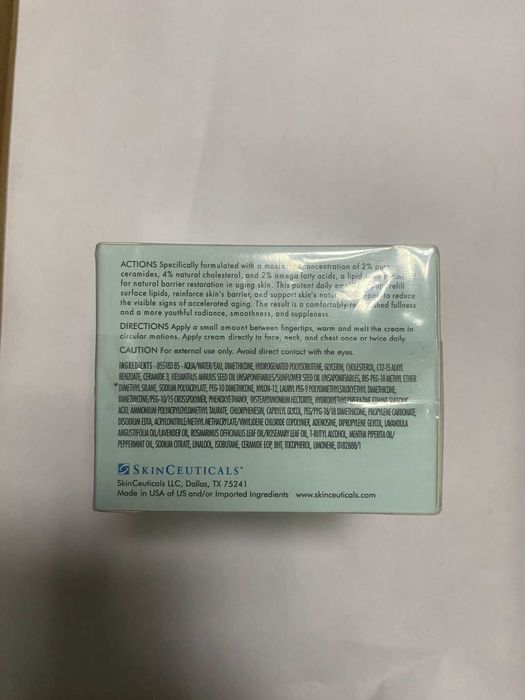 ACTIONS Specifically formulated with a concentration of 2% pure
ceramides, 4% natural cholesterol, and 2% omega fatty acids, a lipid
for natural barrier restoration in aging skin. This potent daily refill
surface lipids, reinforce skin's barrier, and support skin's to reduce
the visible signs of accelerated aging. The result is a comfortably fullness
and a more youthful radiance, smoothness, and suppleness.
DIRECTIONS Apply a small amount between fingertips, warm and melt the cream in
circular motions. Apply cream directly to face, neck, and chest once or twice daily.
CAUTION For external use only. Avoid direct contact with the eyes.
INGREDIENTS - 855183 85 - AQUA/WATER/EAU, DIMETHICONE, HYDROGENATED POLYISOBUTENE, GLYCERIN, CHOLESTEROL, C12-15 ALKYL
BENZOATE, CERAMIDE 3, HELIANTHUS ANNUUS SEED OIL UNSAPONIFIABLES/SUNFLOWER SEED OIL UNSAPONIFIABLES, BIS-PEG-18 METHYL ETHER
DIMETHYL SILANE, SODIUM POLYACRYLATE, PEG-10 DIMETHICONE, NYLON-12, LAURYL PEG-9 POLYDIMETHYLSILOXYETHYL DIMETHICONE,
DIMETHICONE/PEG-10/15 CROSSPOLYMER, PHENOXYETHANOL, DISTEARDIMONIUM HECTORITE, HYDROXYETHYLPIPERAZINE ETHANE SULFONIC
ACID, AMMONIUM POLYACRYLOYLDIMETHYL TAURATE, CHLORPHENESIN, CAPRYLYL GLYCOL, PEG/PPG-18/18 DIMETHICONE, PROPYLENE CARBONATE,
DISODIUM EDTA, ACRYLONITRILE/METHYL METHACRYLATE/VINYLIDENE CHLORIDE COPOLYMER, ADENOSINE, DIPROPYLENE GLYCOL, LAVANDULA
ANGUSTIFOLIA OIL/LAVENDER OIL, ROSMARINUS OFFICINALIS LEAF OIL/ROSEMARY LEAF OIL, T-BUTYL ALCOHOL, MENTHA PIPERITA OIL/
PEPPERMINT OIL, SODIUM CITRATE, LINALOOL, ISOBUTANE, CERAMIDE EOP, BHT, TOCOPHEROL, LIMONENE, D182888/1
SKINCEUTICALS
SkinCeuticals LLC, Dallas, TX 75241
Made in USA of US and/or Imported Ingredients www.skinceuticals.com